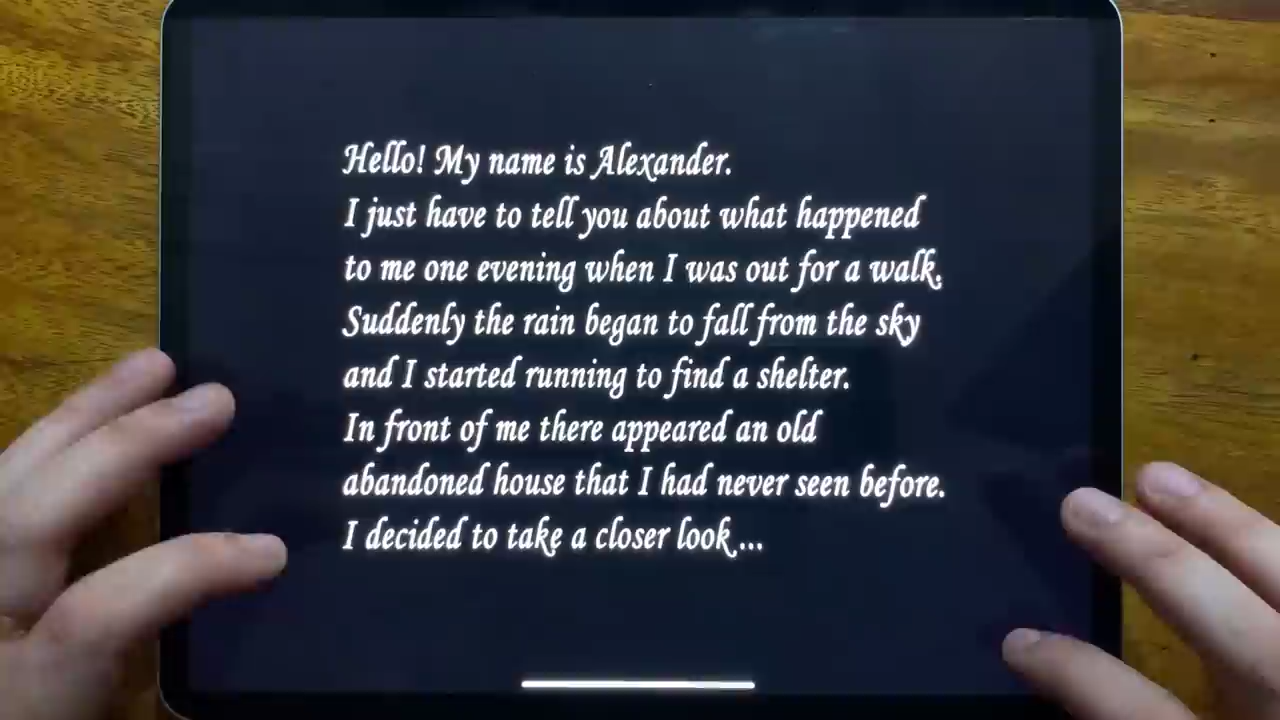 Hello! My name is Alexander.
I just have to tell you about what happened
to me one evening when I was out for a walk.
Suddenly the rain began to fall from the sky
and I started running to find a shelter.
In front of me there appeared an old
abandoned house that I had never seen before.
I decided to take a closer look...